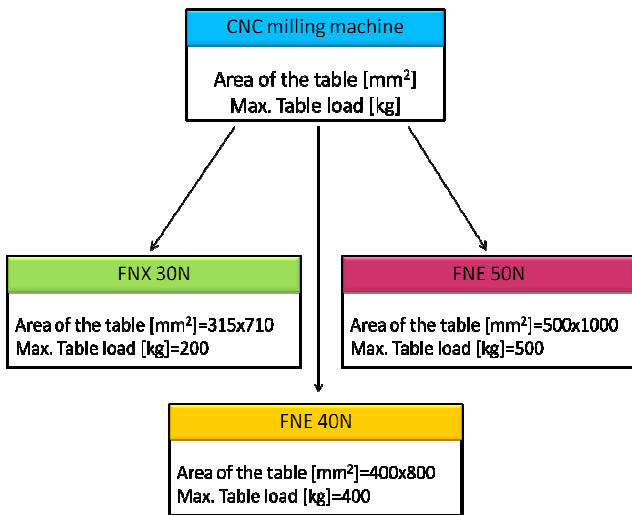 CNC milling machine
Area of the table [mm²]
Max. Table load [kg]
FNX 30N
Area of the table [mm²]=315x710
Max. Table load [kg]=200
FNE 50N
Area of the table [mm²]=500x1000
Max. Table load [kg]=500
FNE 40N
Area of the table [mm²]=400x800
Max. Table load [kg]=400